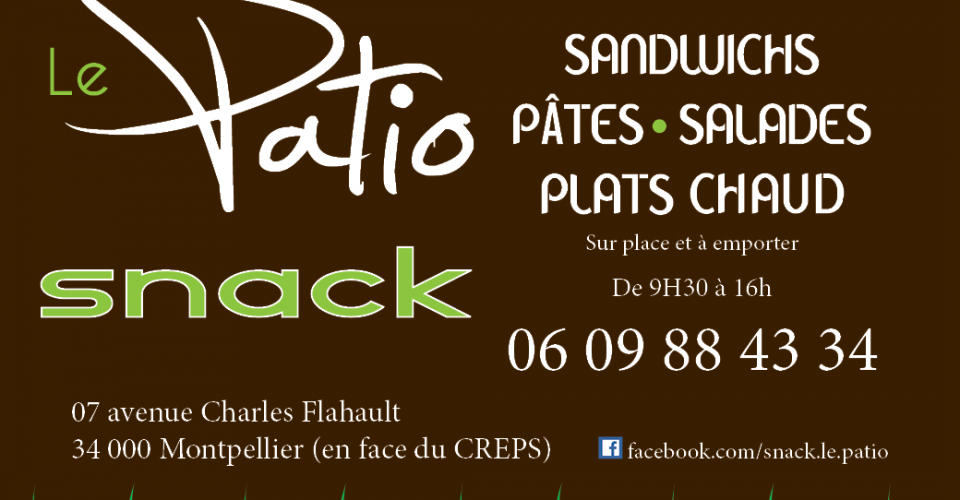 Le Patio
snack
SANDWICHS
PÂTES • SALADES
PLATS CHAUD
Sur place et à emporter
De 9H30 à 16h
06 09 88 43 34
07 avenue Charles Flahault
34 000 Montpellier (en face du CREPS)
facebook.com/snack.le.patio